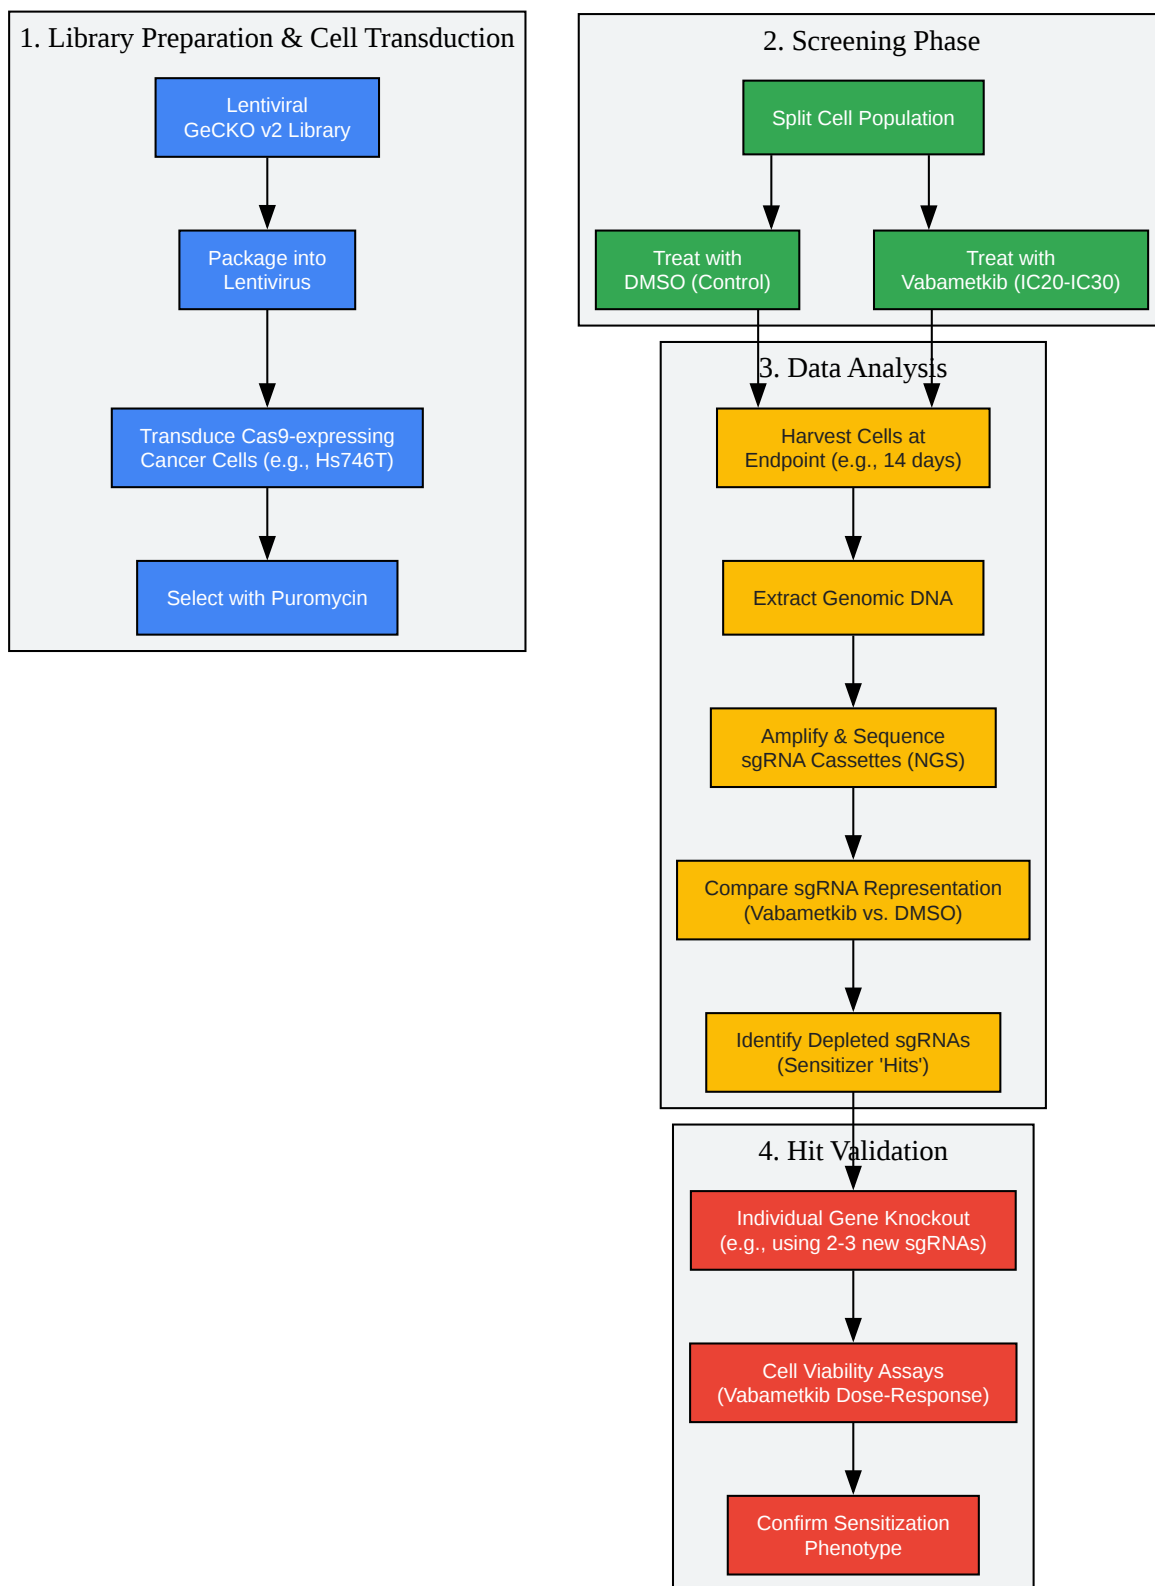 1. Library Preparation & Cell Transduction
Lentiviral
GeCKO v2 Library
Package into
Lentivirus
Transduce Cas9-expressing
Cancer Cells (e.g., Hs746T)
Select with Puromycin
2. Screening Phase
Split Cell Population
Treat with
DMSO (Control)
Treat with
Vabametkib (IC20-IC30)
3. Data Analysis
Harvest Cells at
Endpoint (e.g., 14 days)
Extract Genomic DNA
Amplify & Sequence
sgRNA Cassettes (NGS)
Compare sgRNA Representation
(Vabametkib vs. DMSO)
Identify Depleted sgRNAs
(Sensitizer 'Hits')
4. Hit Validation
Individual Gene Knockout
(e.g., using 2-3 new sgRNAs)
Cell Viability Assays
(Vabametkib Dose-Response)
Confirm Sensitization
Phenotype